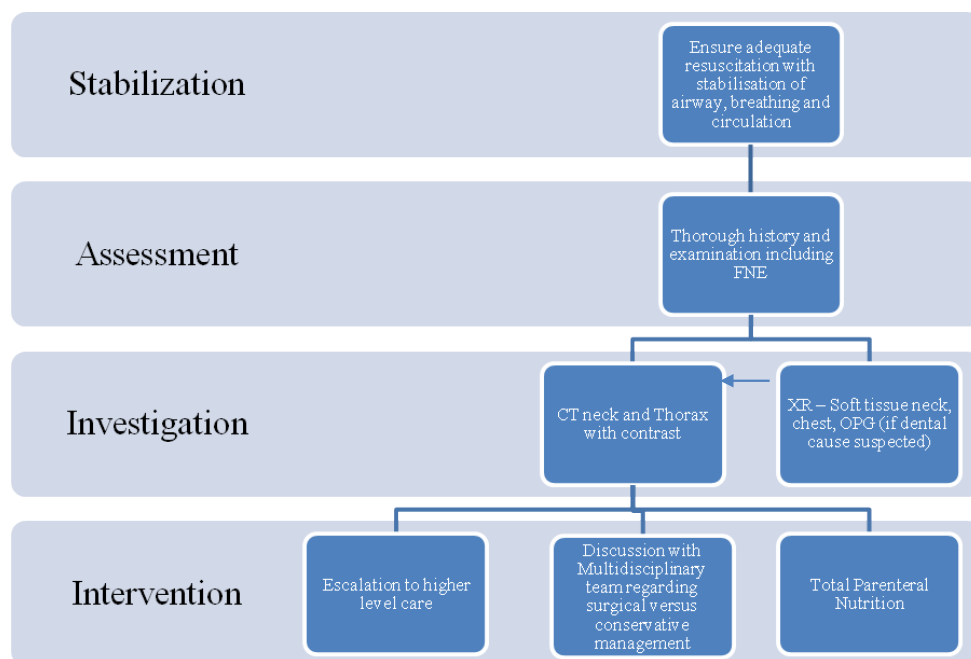 Stabilization
Ensure adequate
resuscitation with
stabilisation of
airway, breathing and
circulation
Assessment
Thorough history and
examination including
FNE
Investigation
CT neck and Thorax
with contrast
XR – Soft tissue neck,
chest, OPG (if dental
cause suspected)
Intervention
Escalation to higher
level care
Discussion with
Multidisciplinary
team regarding
surgical versus
conservative
management
Total Parenteral
Nutrition